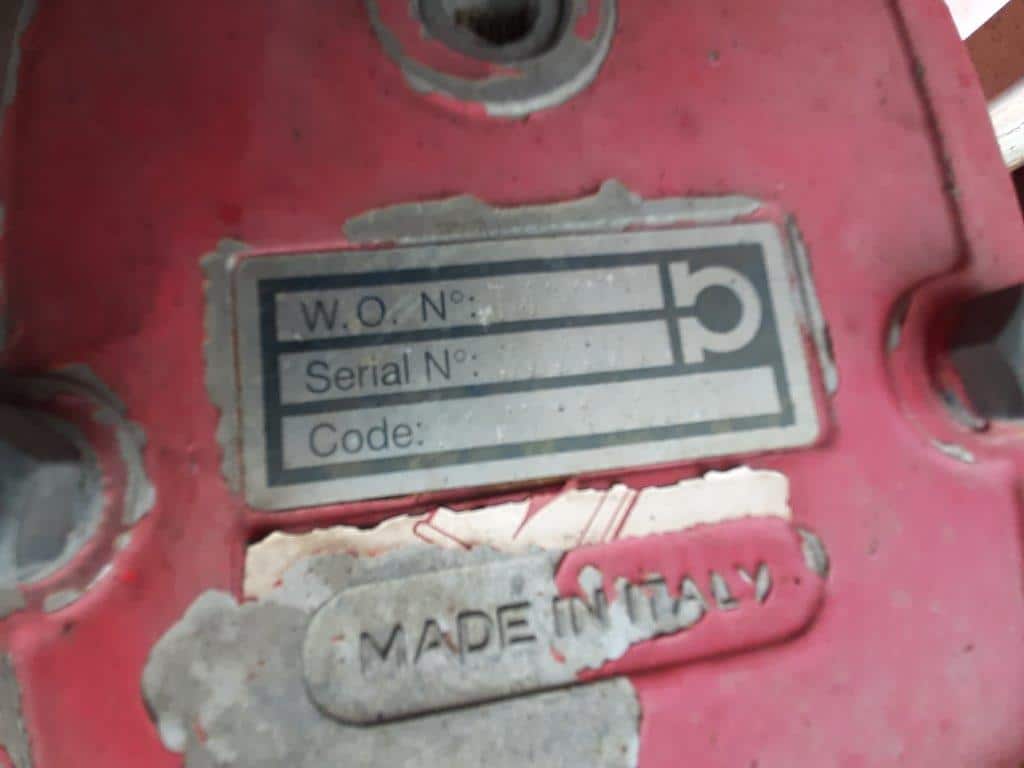 W.O. N°:
Serial N°:
Code:
MADE IN ITALY